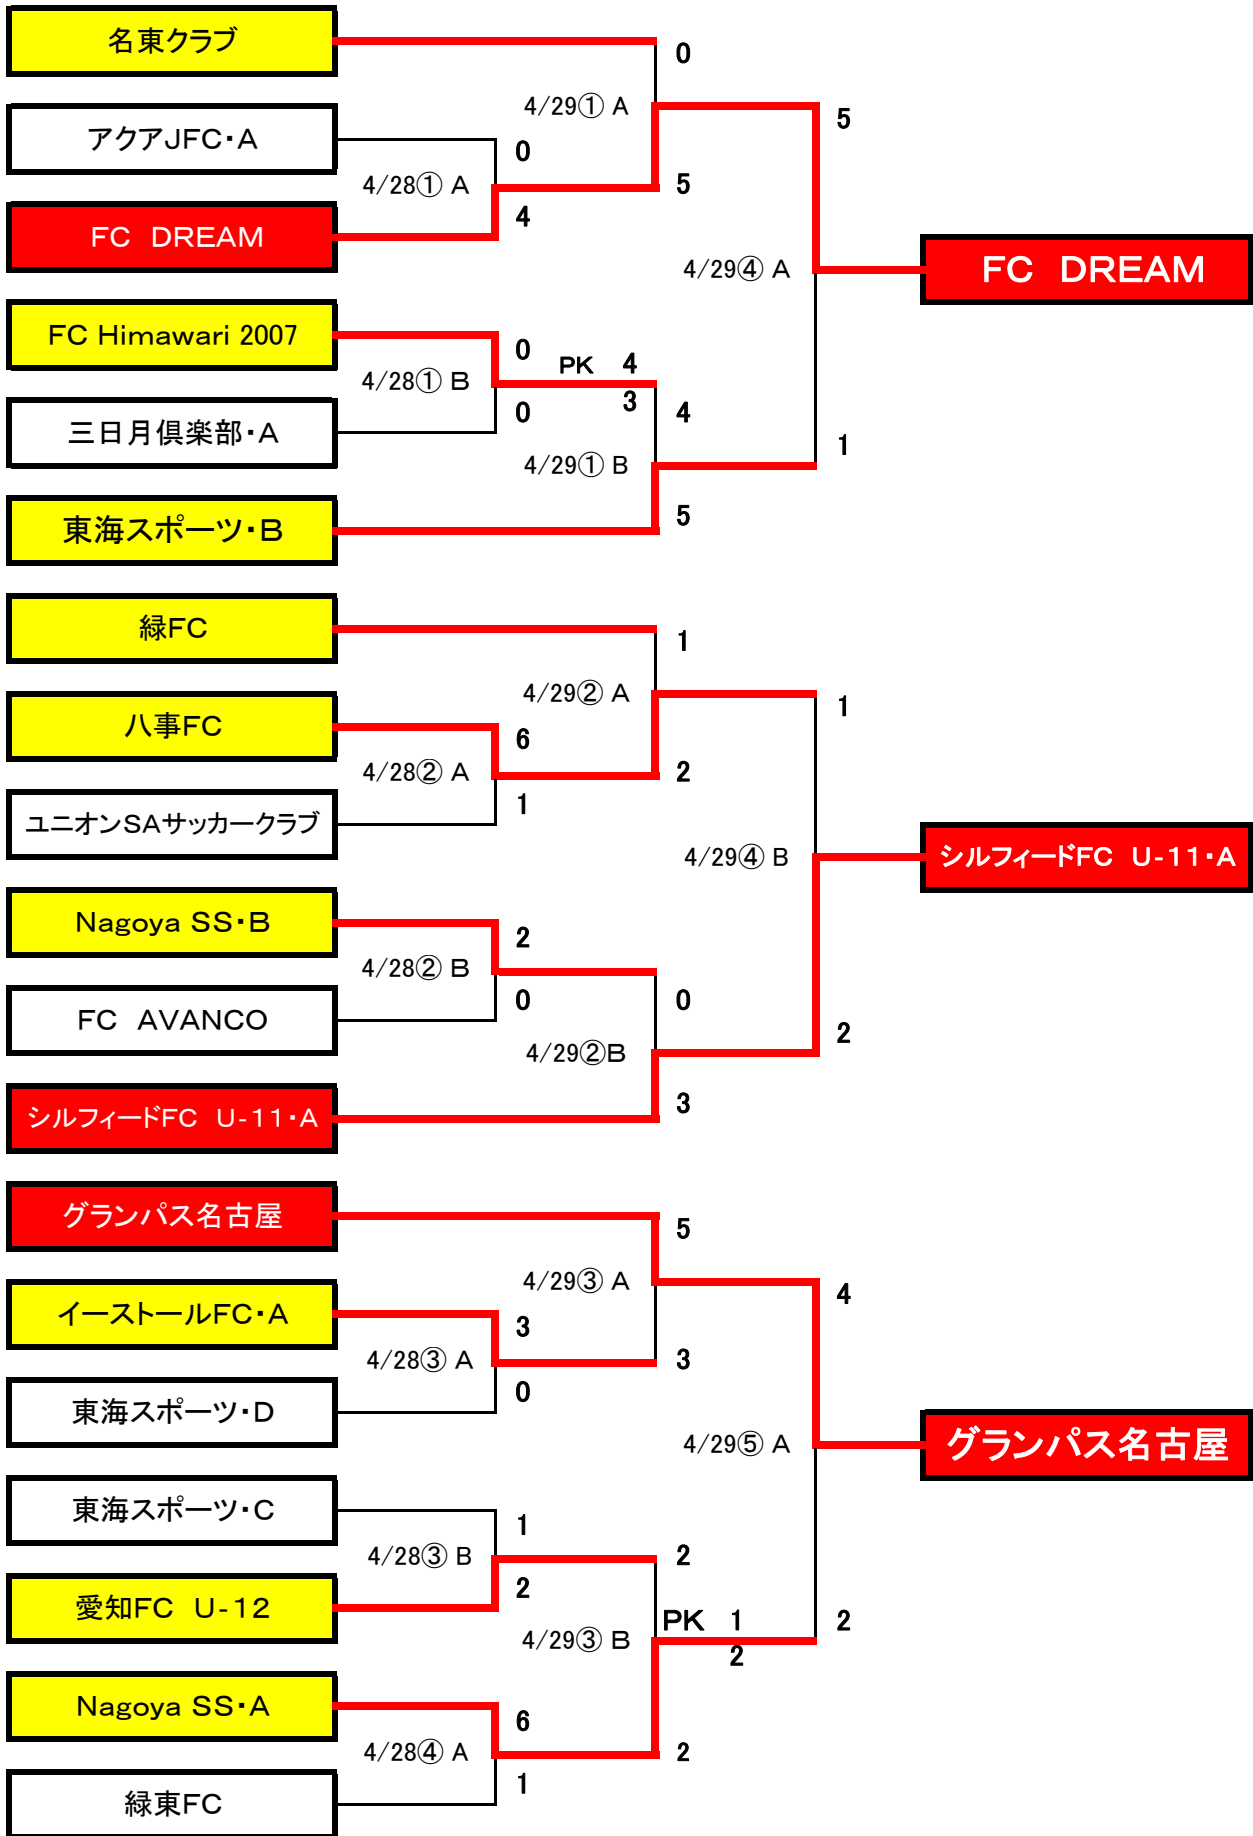 名東クラブ
0
4/29① A
5
アクアJFC・A
0
4/28① A
5
4
FC　DREAM
4/29④ A
FC　DREAM
FC Himawari 2007
0
PK　4
4/28① B
3
0
4
三日月倶楽部・A
1
4/29① B
東海スポーツ・B
5
緑FC
1
4/29② A
1
八事FC
6
4/28② A
2
1
ユニオンSAサッカークラブ
4/29④ B
シルフィードFC　U-11・A
Nagoya SS・B
2
4/28② B
0
0
FC　AVANCO
2
4/29②B
シルフィードFC　U-11・A
3
グランパス名古屋
5
4/29③ A
4
イーストールFC・A
3
4/28③ A
3
0
東海スポーツ・D
4/29⑤ A
グランパス名古屋
東海スポーツ・C
1
4/28③ B
2
2
愛知FC　U-12
PK　1
2
4/29③ B
2
Nagoya SS・A
6
4/28④ A
2
1
緑東FC